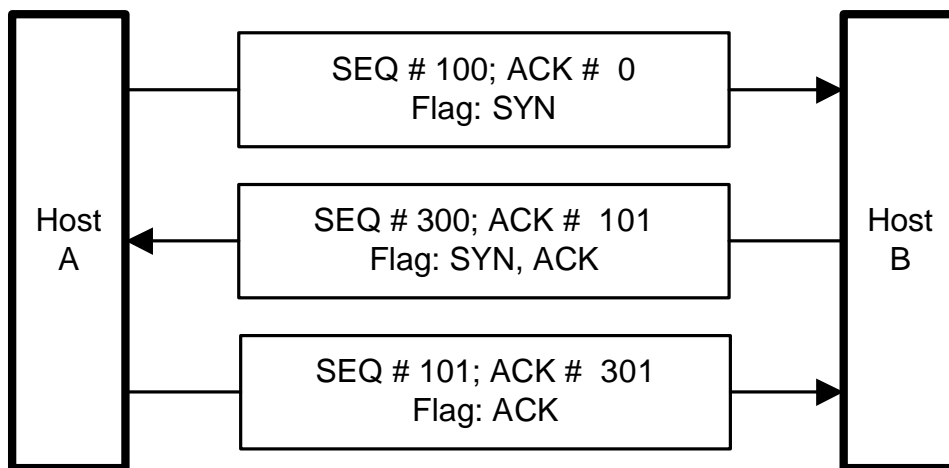 SEQ # 100; ACK # 0
Flag: SYN
Host
A
SEQ # 300; ACK # 101
Flag: SYN, ACK
Host
B
SEQ # 101; ACK # 301
Flag: ACK